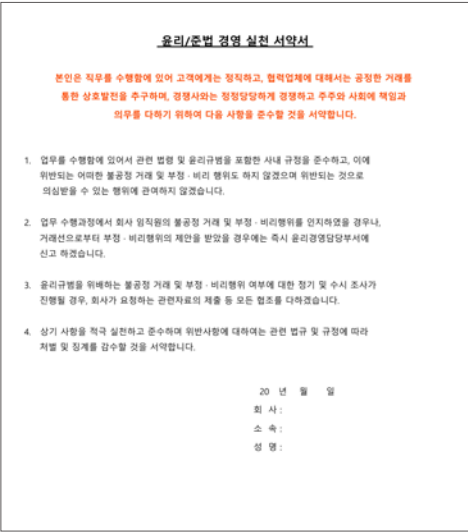 윤리/준법 경영 실천 서약서
본인은 직무를 수행함에 있어 고객에게는 정직하고, 협력업체에 대해서는 공정한 거래를
통한 상호발전을 추구하며, 경쟁사와는 정정당당하게 경쟁하고 주주와 사회에 책임과
의무를 다하기 위하여 다음 사항을 준수할 것을 서약합니다.
1. 업무를 수행함에 있어서 관련 법령 및 윤리규범을 포함한 사내 규정을 준수하고, 이에
위반되는 어떠한 불공정 거래 및 부정 · 비리 행위도 하지 않겠으며 위반되는 것으로
의심받을 수 있는 행위에 관여하지 않겠습니다.
2. 업무 수행과정에서 회사 임직원의 불공정 거래 및 부정 · 비리행위를 인지하였을 경우나,
거래선으로부터 부정 · 비리행위의 제안을 받았을 경우에는 즉시 윤리경영담당부서에
신고 하겠습니다.
3. 윤리규범을 위배하는 불공정 거래 및 부정 · 비리행위 여부에 대한 정기 및 수시 조사가
진행될 경우, 회사가 요청하는 관련자료의 제출 등 모든 협조를 다하겠습니다.
4. 상기 사항을 적극 실천하고 준수하며 위반사항에 대하여는 관련 법규 및 규정에 따라
처벌 및 징계를 감수할 것을 서약합니다.
20 년 월 일
회 사 :
소 속 :
성 명 :